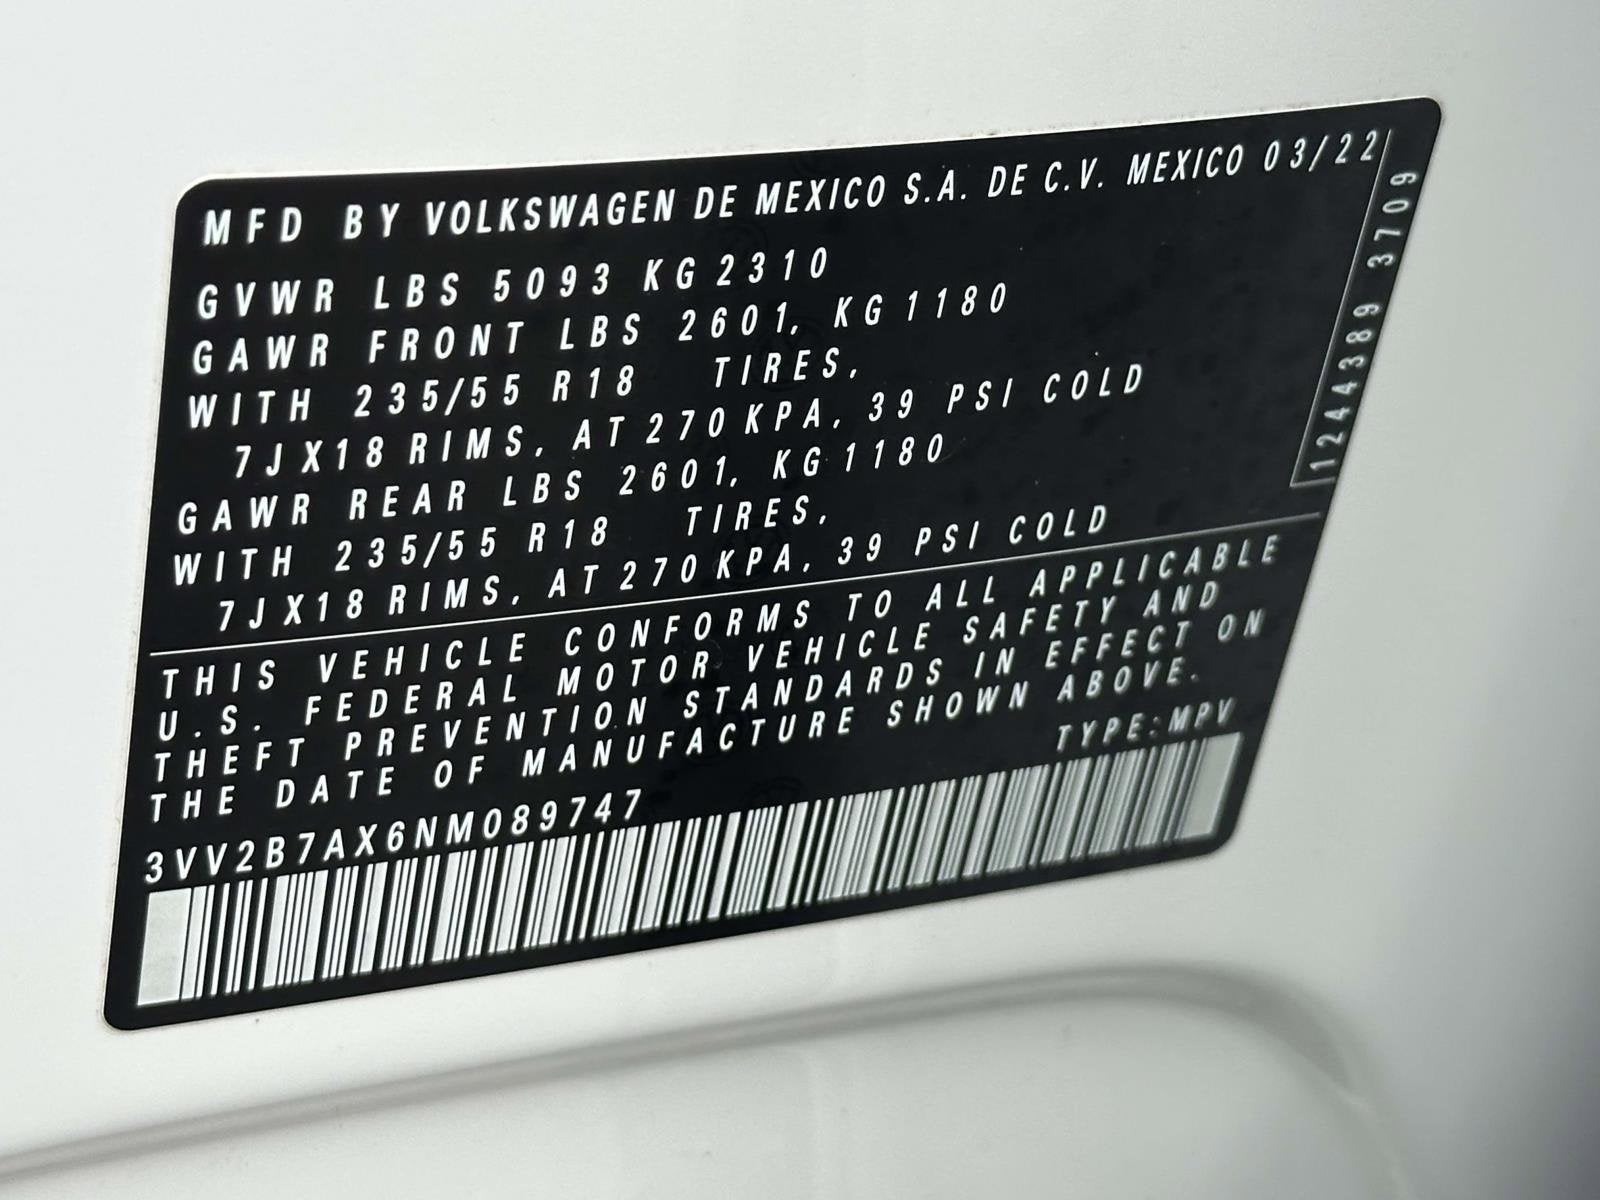 MFD BY VOLKSWAGEN DE MEXICO S.A. DE C.V. MEXICO 03/22
GVWR LBS 5093 KG 2310
GAWR FRONT LBS 2601, KG 1180
WITH 235/55 R18 TIRES,
7JX18 RIMS, AT 270 KPA, 39 PSI COLD
GAWR REAR LBS 2601, KG 1180
WITH 235/55 R18 TIRES,
7JX18 RIMS, AT 270 KPA, 39 PSI COLD
1244389 3709
THIS VEHICLE CONFORMS TO ALL APPLICABLE
U.S. FEDERAL MOTOR VEHICLE SAFETY AND
THEFT PREVENTION STANDARDS IN EFFECT ON
THE DATE OF MANUFACTURE SHOWN ABOVE.
TYPE:MPV
3VV2B7AX6NM089747